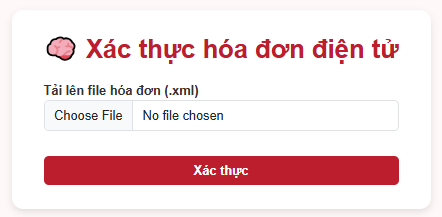 Xác thực hóa đơn điện tử
Tải lên file hóa đơn (.xml)
Choose File No file chosen
Xác thực